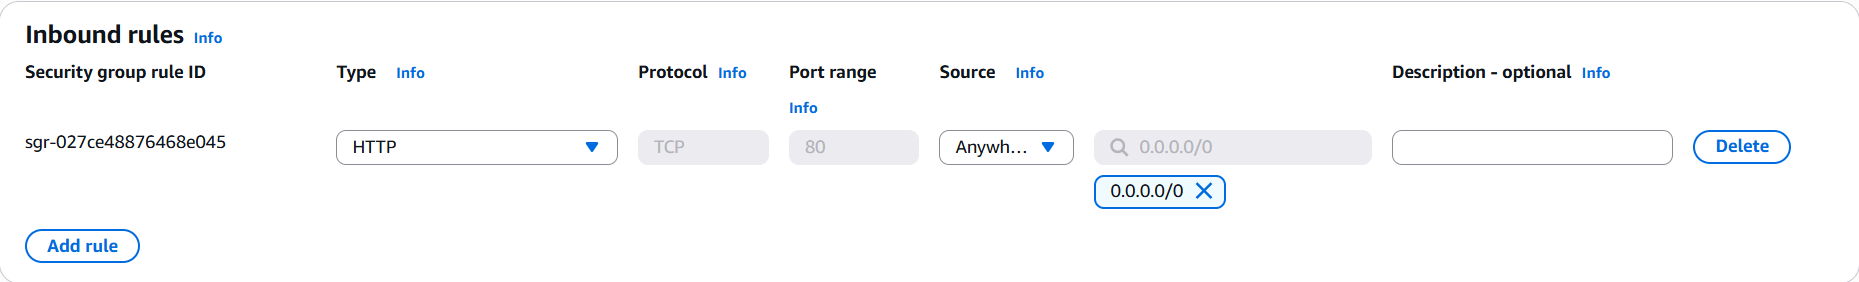 Inbound rules Info
Security group rule ID Type Info Protocol Info Port range Info Source Info Description - optional Info
sgr-027ce48876468e045 HTTP TCP 80 Anywh... 0.0.0.0/0 Delete
0.0.0.0/0
Add rule